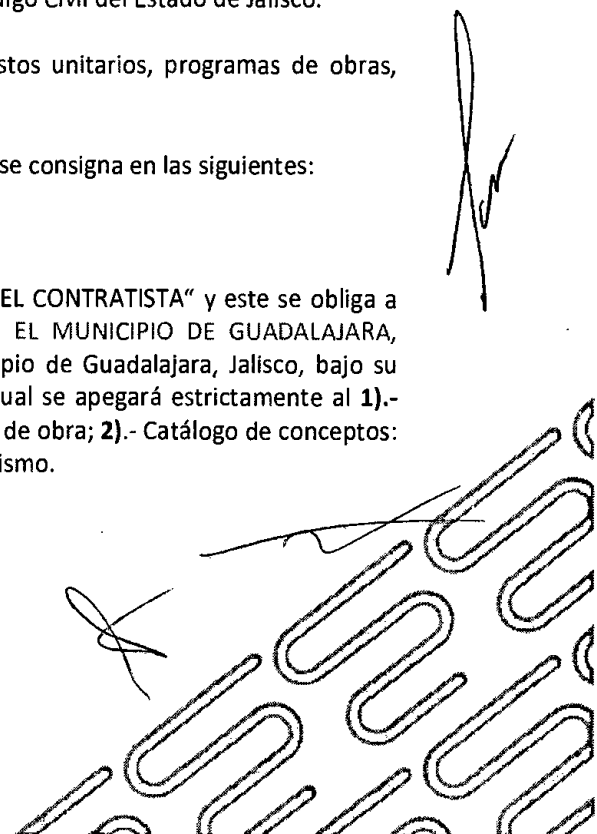 Código Civil del Estado de Jalisco.
stos unitarios, programas de obras,
se consigna en las siguientes:
EL CONTRATISTA" y este se obliga a
EL MUNICIPIO DE GUADALAJARA,
pio de Guadalajara, Jalisco, bajo su
ual se apegará estrictamente al 1).-
de obra; 2).- Catálogo de conceptos:
ismo.